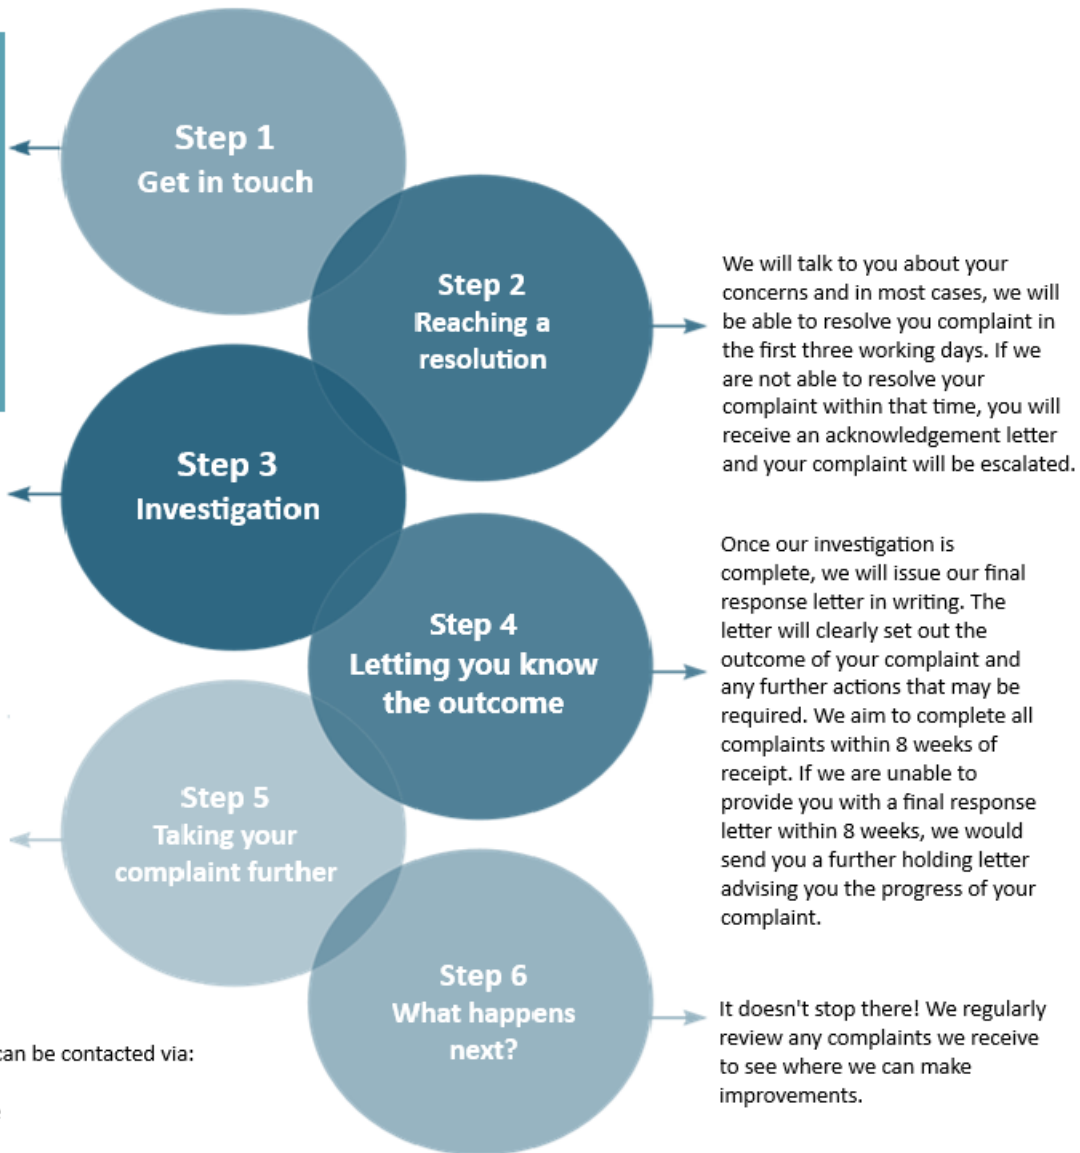 Step 1
Get in touch
Step 2
Reaching a
resolution
We will talk to you about your
concerns and in most cases, we will
be able to resolve you complaint in
the first three working days. If we
are not able to resolve your
complaint within that time, you will
receive an acknowledgement letter
and your complaint will be escalated.
Step 3
Investigation
Step 4
Letting you know
the outcome
Once our investigation is
complete, we will issue our final
response letter in writing. The
letter will clearly set out the
outcome of your complaint and
any further actions that may be
required. We aim to complete all
complaints within 8 weeks of
receipt. If we are unable to
provide you with a final response
letter within 8 weeks, we would
send you a further holding letter
advising you the progress of your
complaint.
Step 5
Taking your
complaint further
Step 6
What happens
next?
It doesn't stop there! We regularly
review any complaints we receive
to see where we can make
improvements.
can be contacted via: